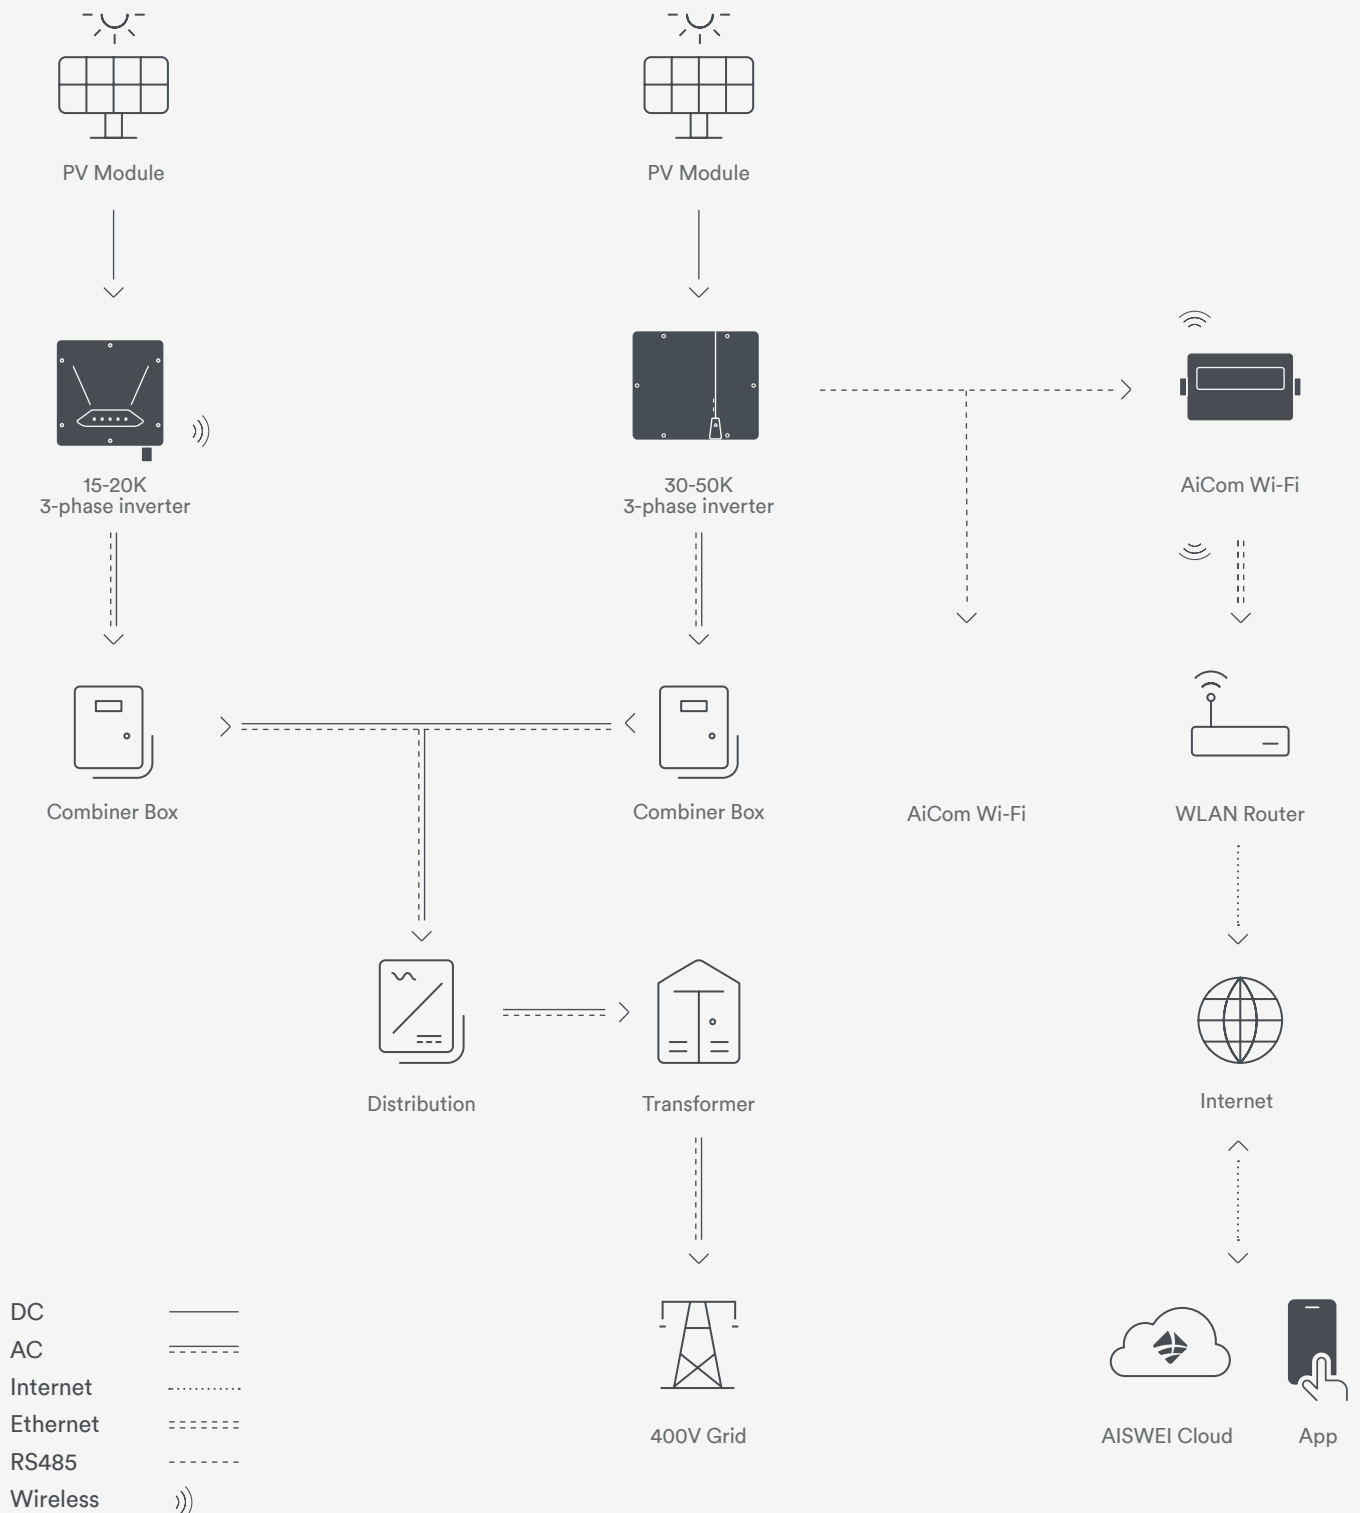 PV Module
PV Module
15-20K
3-phase inverter
30-50K
3-phase inverter
AiCom Wi-Fi
Combiner Box
Combiner Box
AiCom Wi-Fi
WLAN Router
Distribution
Transformer
Internet
DC
AC
Internet
Ethernet
RS485
Wireless
400V Grid
AISWEI Cloud
App